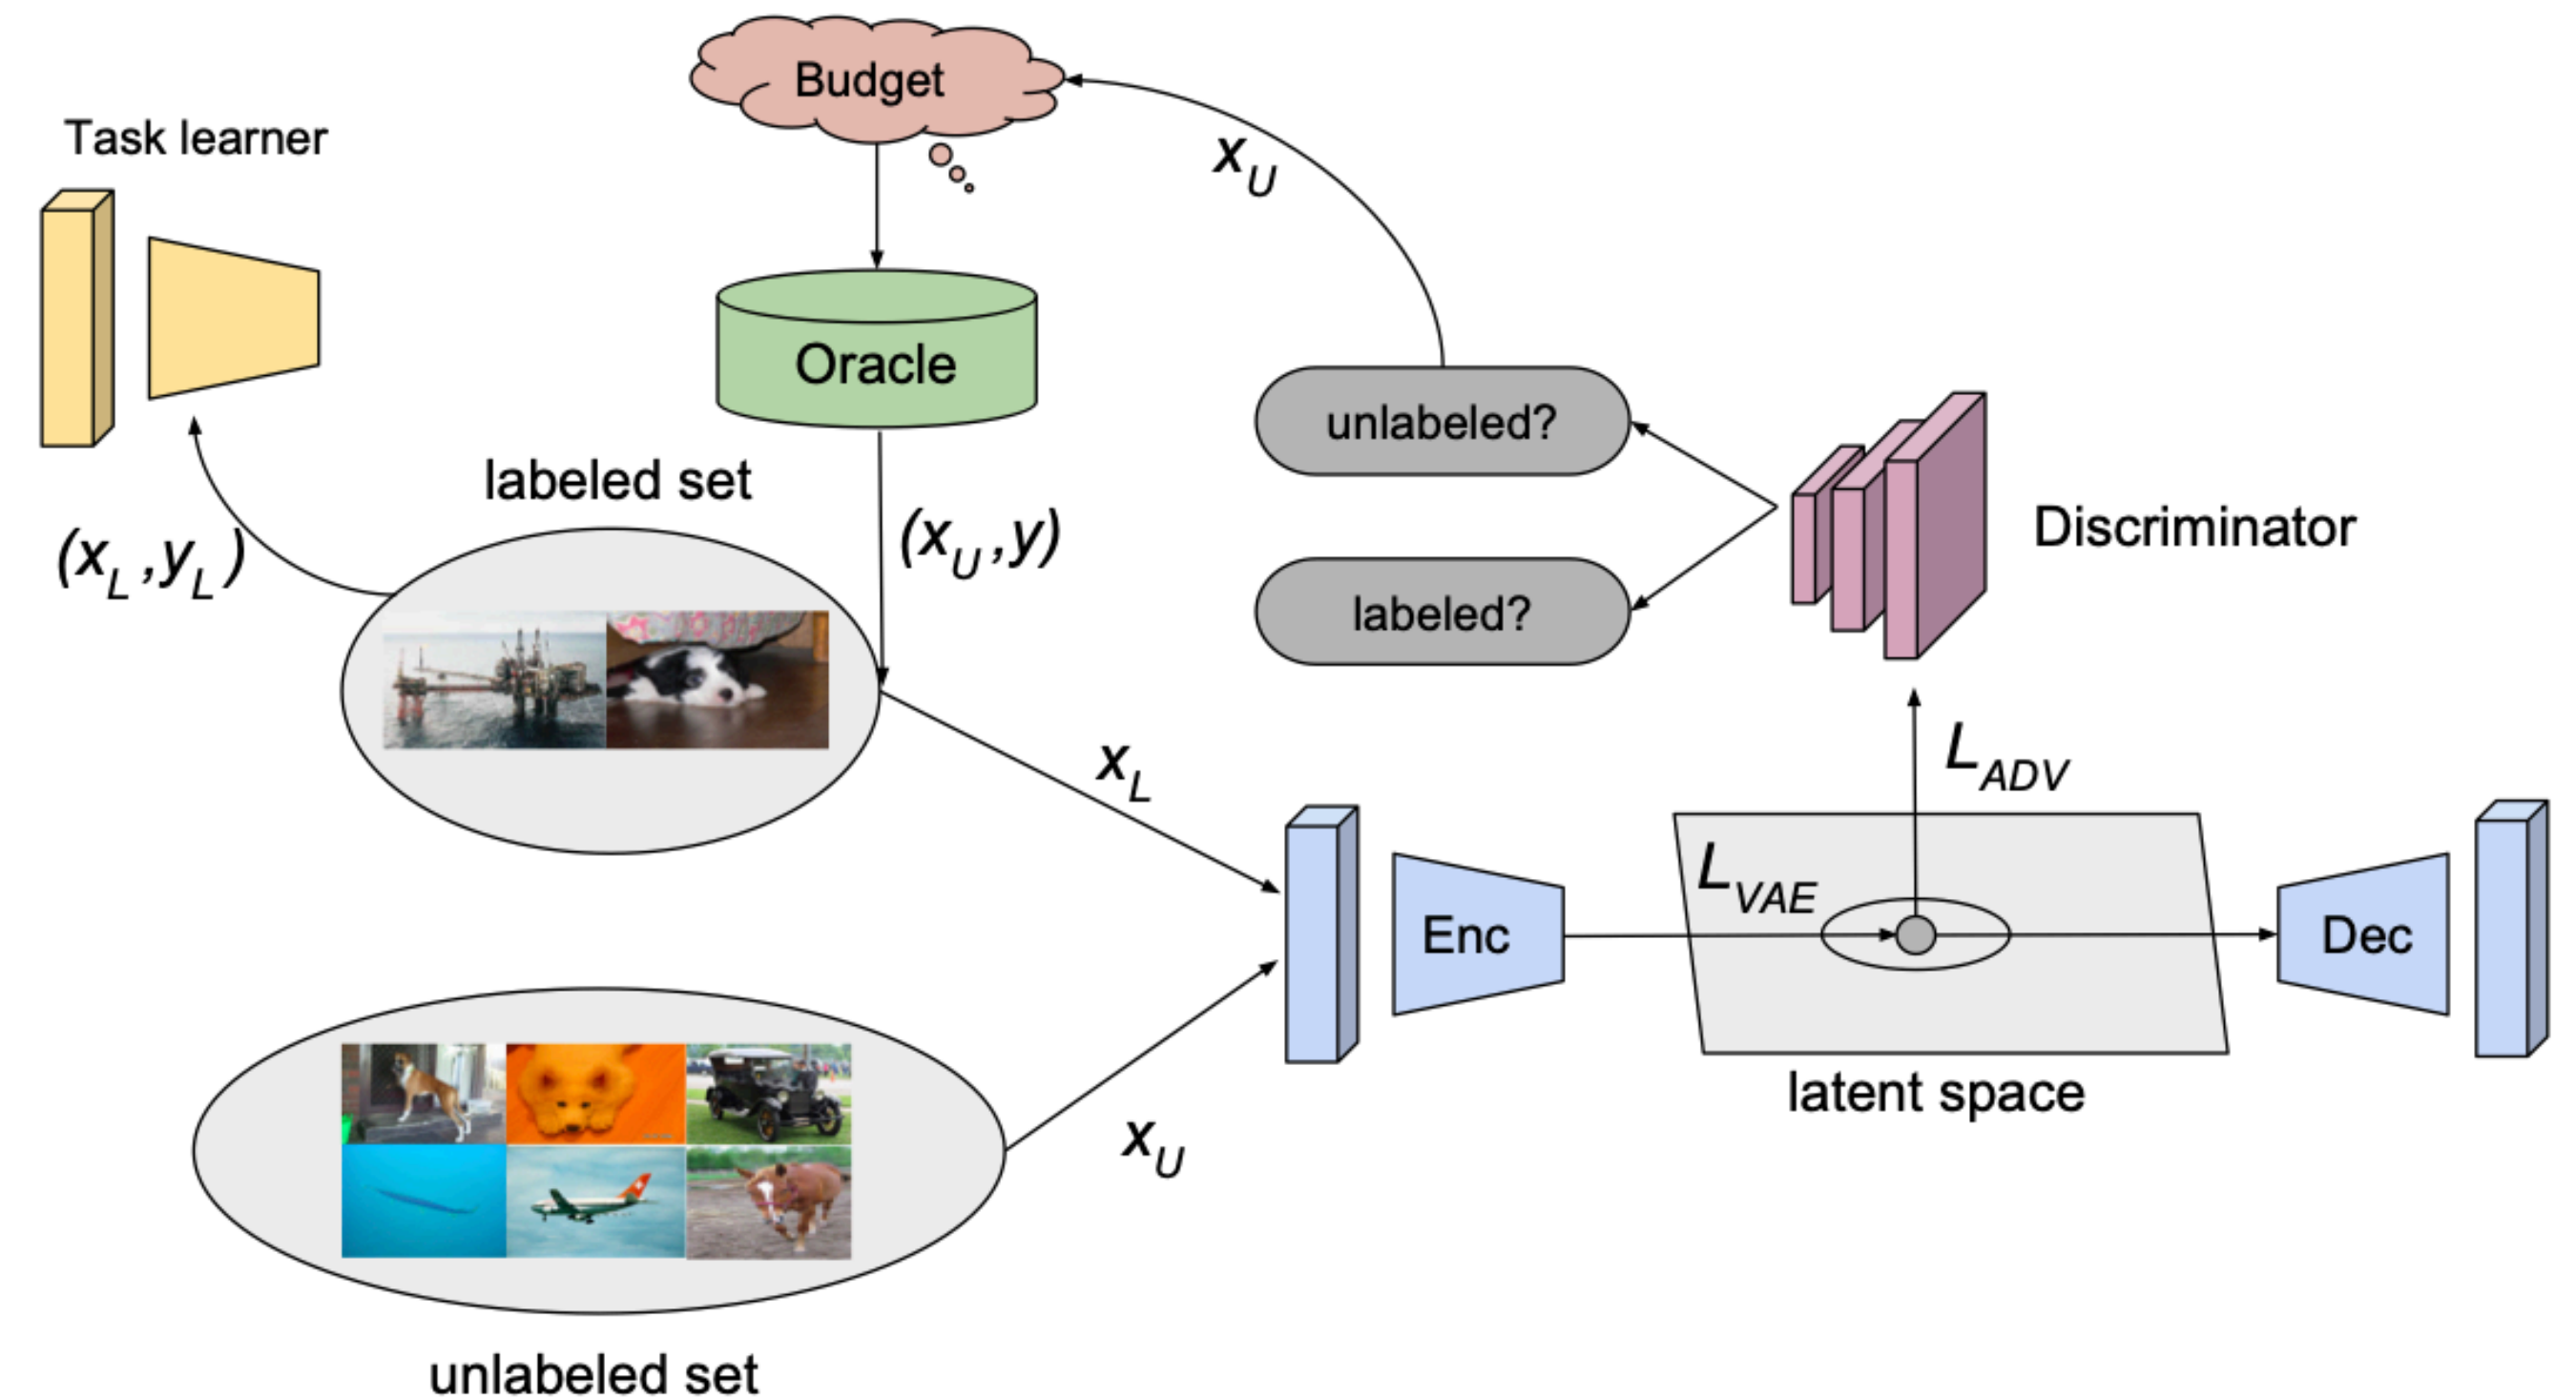 Budget
Task learner
x_U
Oracle
unlabeled?
labeled set
(x_L,y_L)
(x_U,y)
Discriminator
labeled?
x_L
L_ADV
L_VAE
Enc
Dec
latent space
x_U
unlabeled set